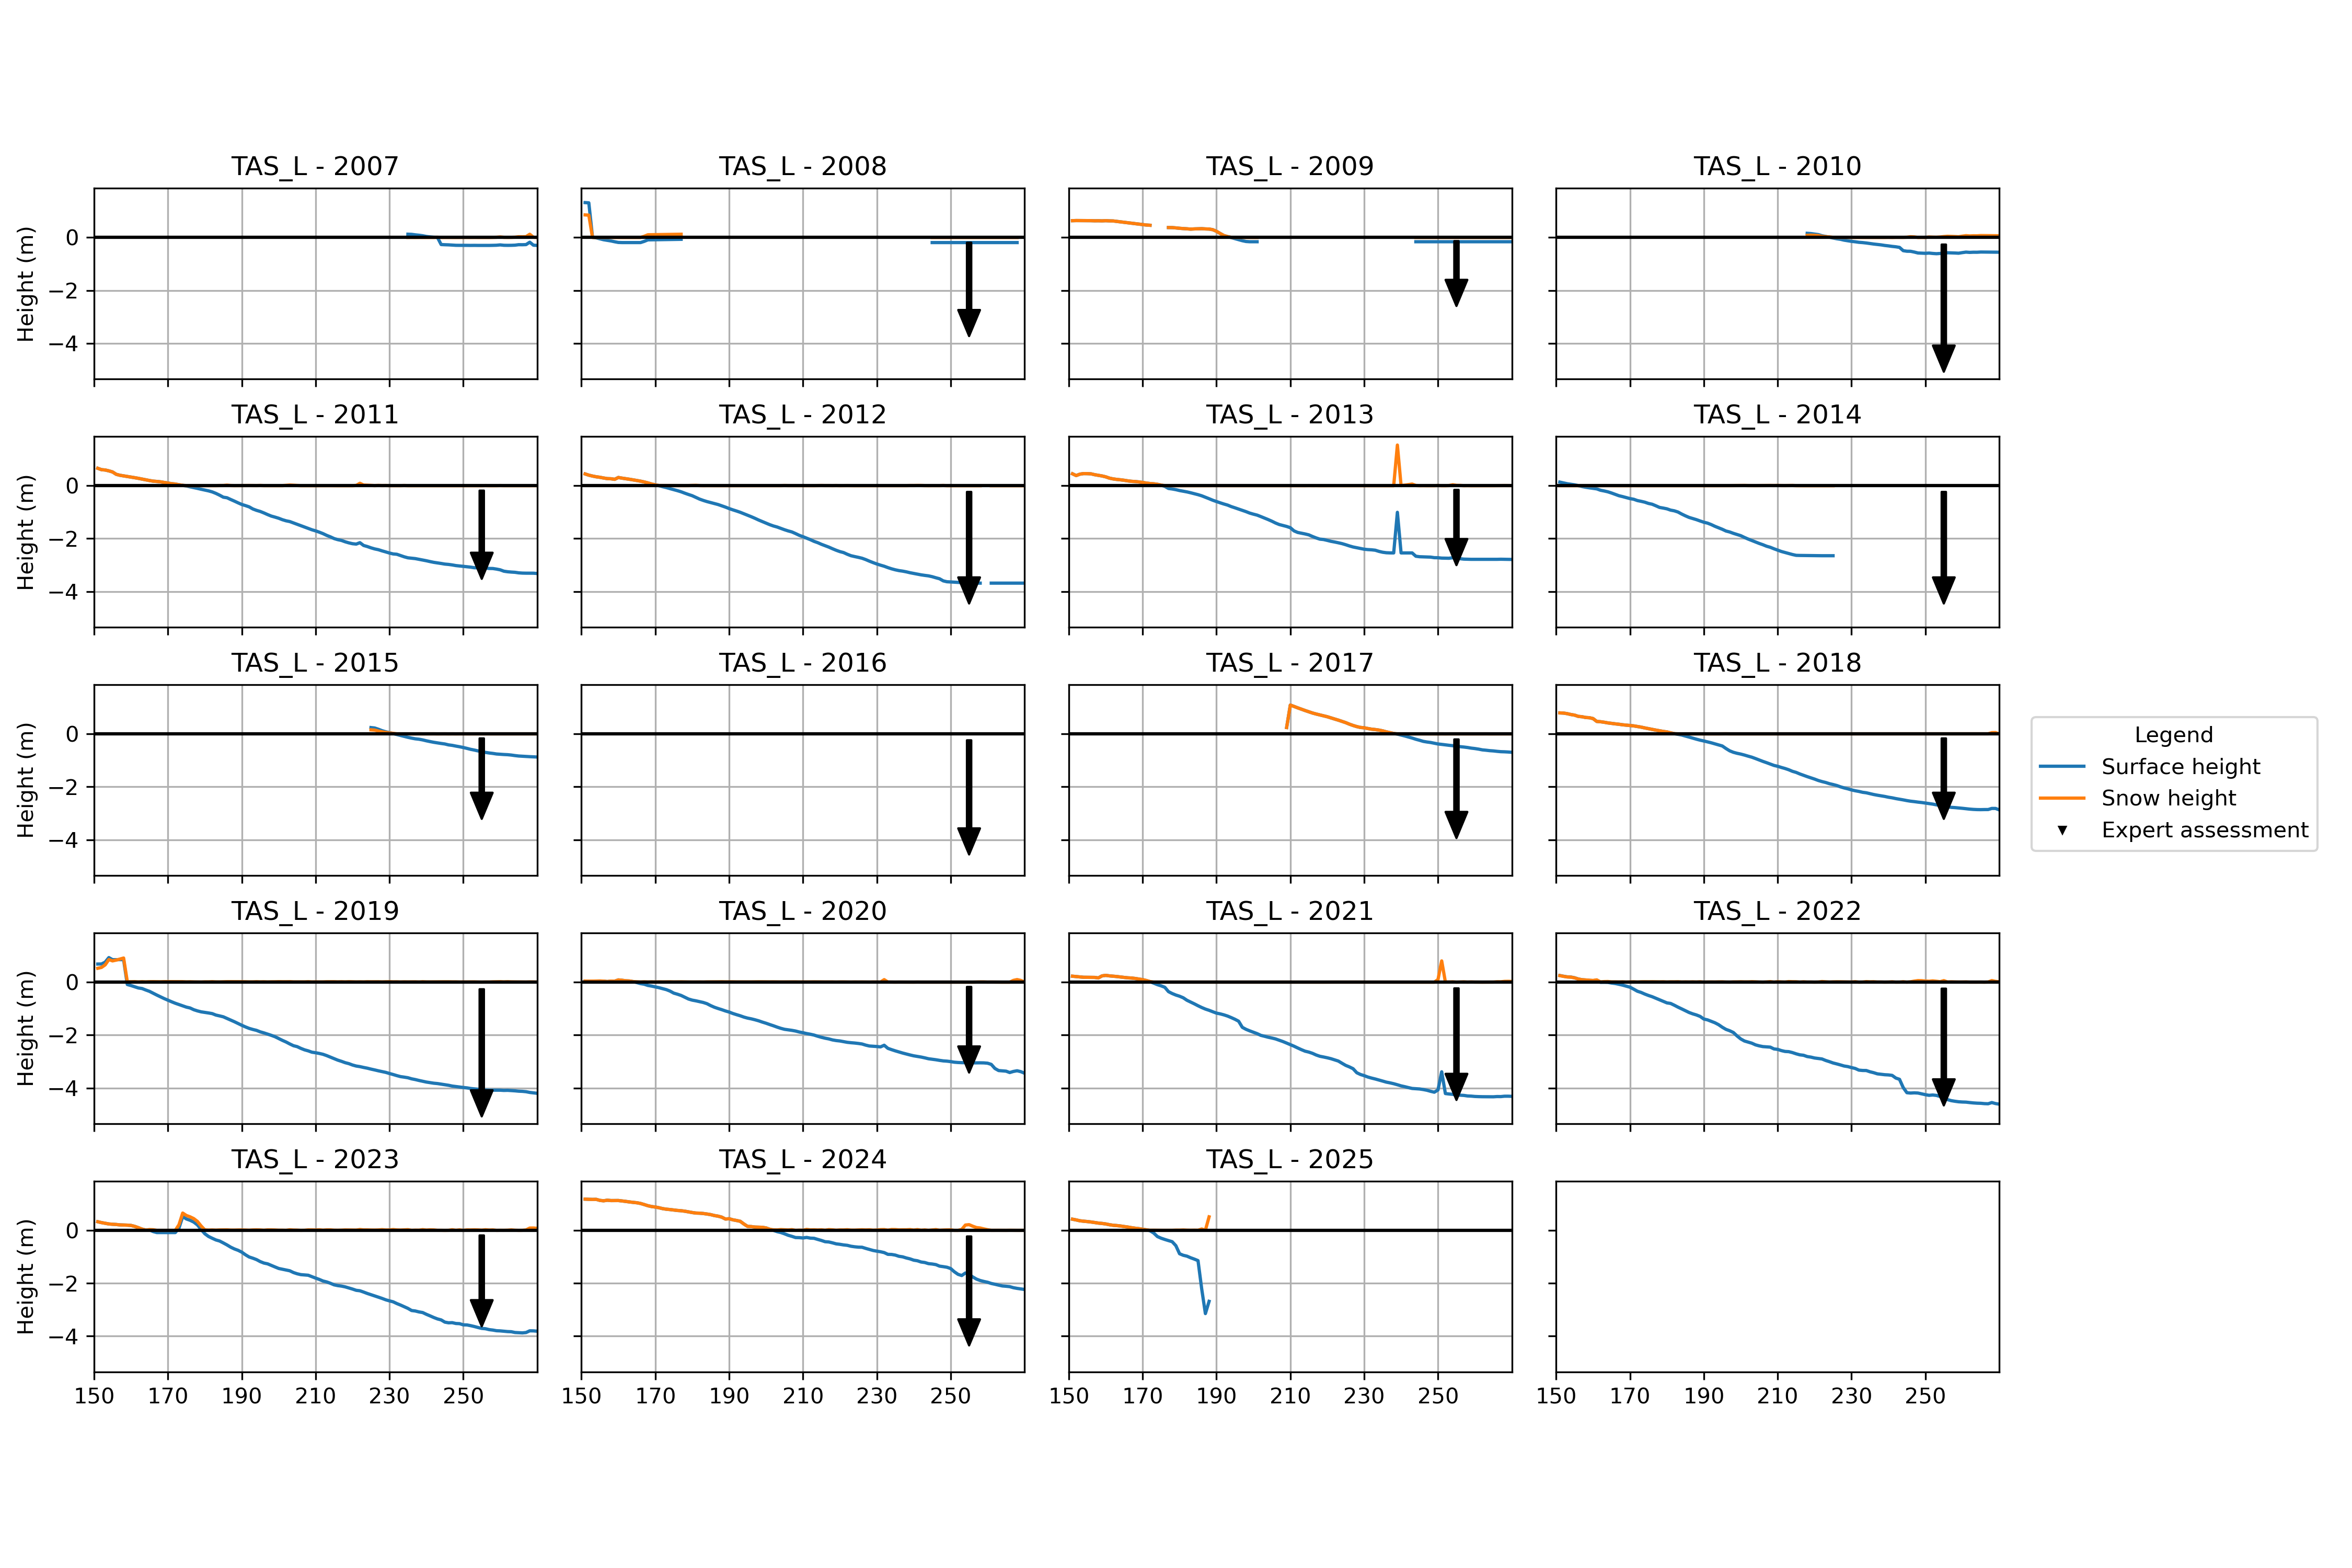 TAS_L - 2007
TAS_L - 2008
TAS_L - 2009
TAS_L - 2010
Height (m)
0
−2
−4
TAS_L - 2011
TAS_L - 2012
TAS_L - 2013
TAS_L - 2014
Height (m)
0
−2
−4
TAS_L - 2015
TAS_L - 2016
TAS_L - 2017
TAS_L - 2018
Height (m)
0
−2
−4
Legend
Surface height
Snow height
Expert assessment
TAS_L - 2019
TAS_L - 2020
TAS_L - 2021
TAS_L - 2022
Height (m)
0
−2
−4
TAS_L - 2023
TAS_L - 2024
TAS_L - 2025
Height (m)
0
−2
−4
150 170 190 210 230 250
150 170 190 210 230 250
150 170 190 210 230 250
150 170 190 210 230 250